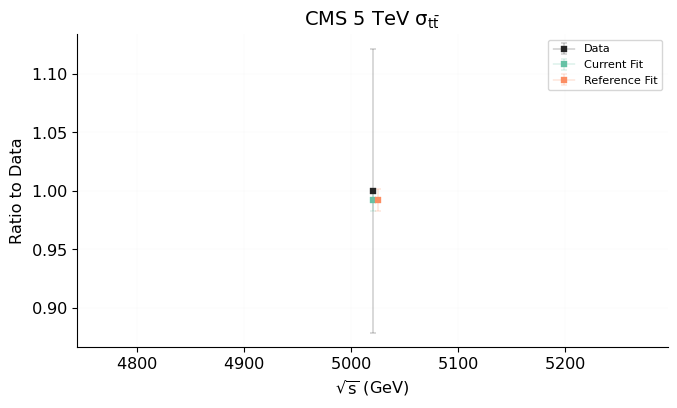 CMS 5 TeV σtt̄
Data
Current Fit
Reference Fit
1.10
1.05
1.00
0.95
0.90
Ratio to Data
4800 4900 5000 5100 5200
√s (GeV)